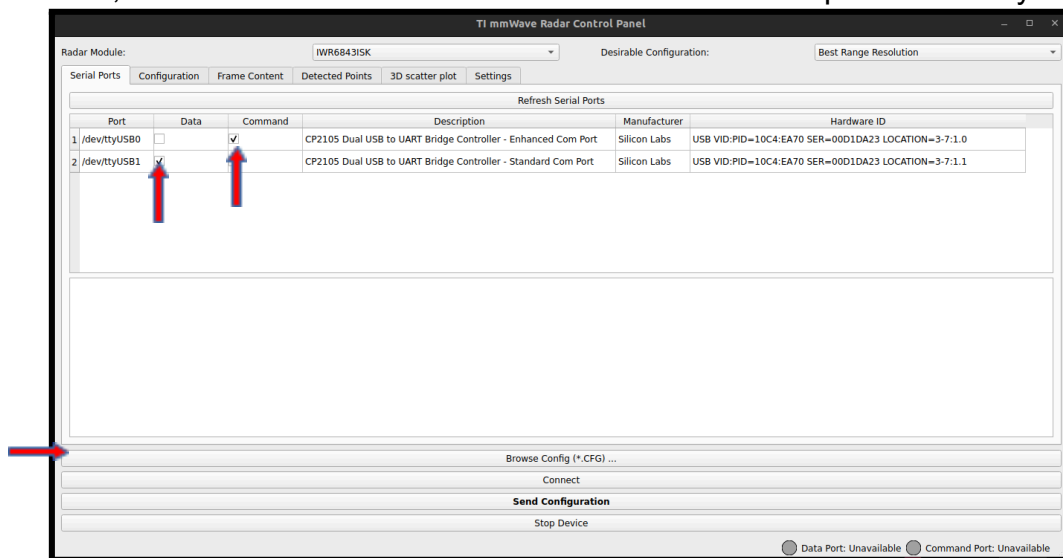 TI mmWave Radar Control Panel
Radar Module: IWR6843ISK Desirable Configuration: Best Range Resolution
Serial Ports Configuration Frame Content Detected Points 3D scatter plot Settings
Refresh Serial Ports
Port Data Command Description Manufacturer Hardware ID
1 /dev/ttyUSB0 CP2105 Dual USB to UART Bridge Controller - Enhanced Com Port Silicon Labs USB VID:PID=10C4:EA70 SER=00D1DA23 LOCATION=3-7:1.0
2 /dev/ttyUSB1 CP2105 Dual USB to UART Bridge Controller - Standard Com Port Silicon Labs USB VID:PID=10C4:EA70 SER=00D1DA23 LOCATION=3-7:1.1
Browse Config (*.CFG) ...
Connect
Send Configuration
Stop Device
Data Port: Unavailable Command Port: Unavailable